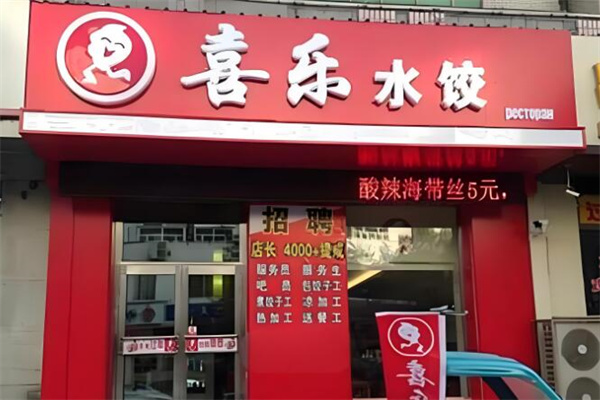 喜乐水饺
ресторан
酸辣海带丝5元，
招聘
店长 4000+提成
服务员 服务生
吧员 包饺子工
煮饺子工 凉加工
热加工 送餐工
喜乐